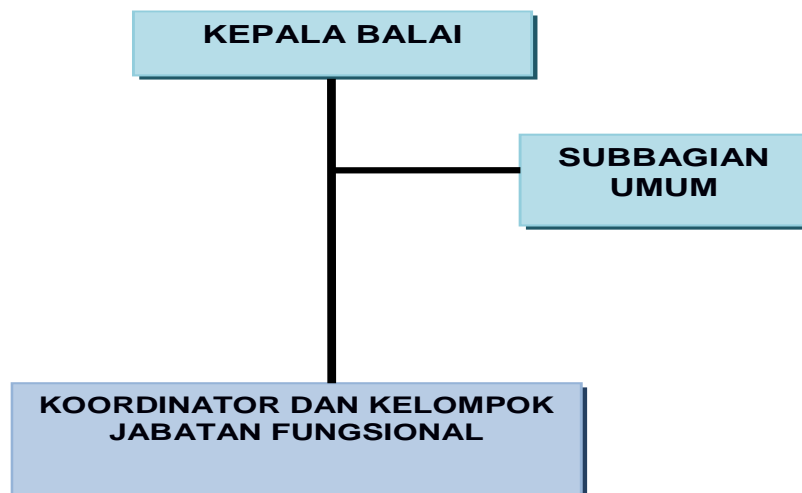 KEPALA BALAI
SUBBAGIAN
UMUM
KOORDINATOR DAN KELOMPOK
JABATAN FUNGSIONAL